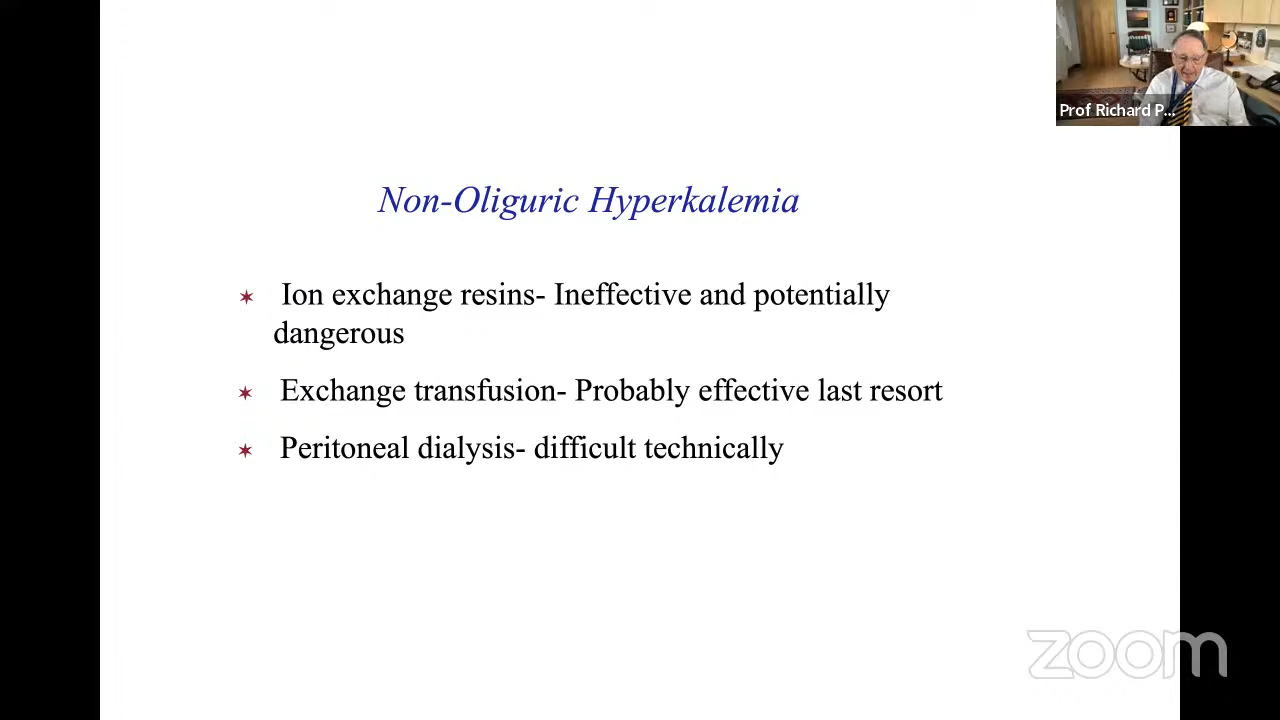 Prof Richard P...
Non-Oliguric Hyperkalemia
✶ Ion exchange resins- Ineffective and potentially
dangerous
✶ Exchange transfusion- Probably effective last resort
✶ Peritoneal dialysis- difficult technically
zoom